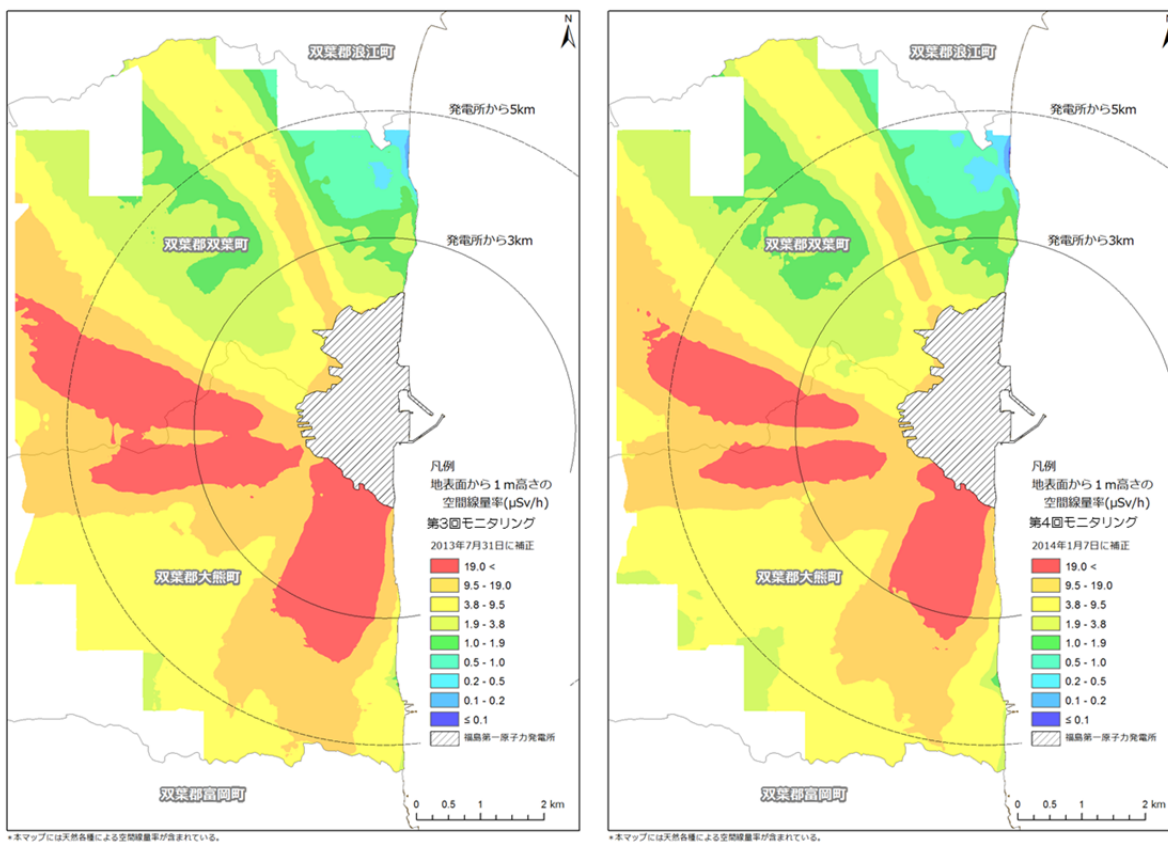 N
双葉郡浪江町
発電所から5km
双葉郡双葉町
発電所から3km
凡例
地表面から1m高さの
空間線量率(μSv/h)
第3回モニタリング
2013年7月31日に補正
19.0 <
9.5 - 19.0
3.8 - 9.5
1.9 - 3.8
1.0 - 1.9
0.5 - 1.0
0.2 - 0.5
0.1 - 0.2
≤ 0.1
福島第一原子力発電所
双葉郡大熊町
双葉郡富岡町
0 0.5 1 2 km
*本マップには天然各種による空間線量率が含まれている。
N
双葉郡浪江町
発電所から5km
双葉郡双葉町
発電所から3km
凡例
地表面から1m高さの
空間線量率(μSv/h)
第4回モニタリング
2014年1月7日に補正
19.0 <
9.5 - 19.0
3.8 - 9.5
1.9 - 3.8
1.0 - 1.9
0.5 - 1.0
0.2 - 0.5
0.1 - 0.2
≤ 0.1
福島第一原子力発電所
双葉郡大熊町
双葉郡富岡町
0 0.5 1 2 km
*本マップには天然各種による空間線量率が含まれている。